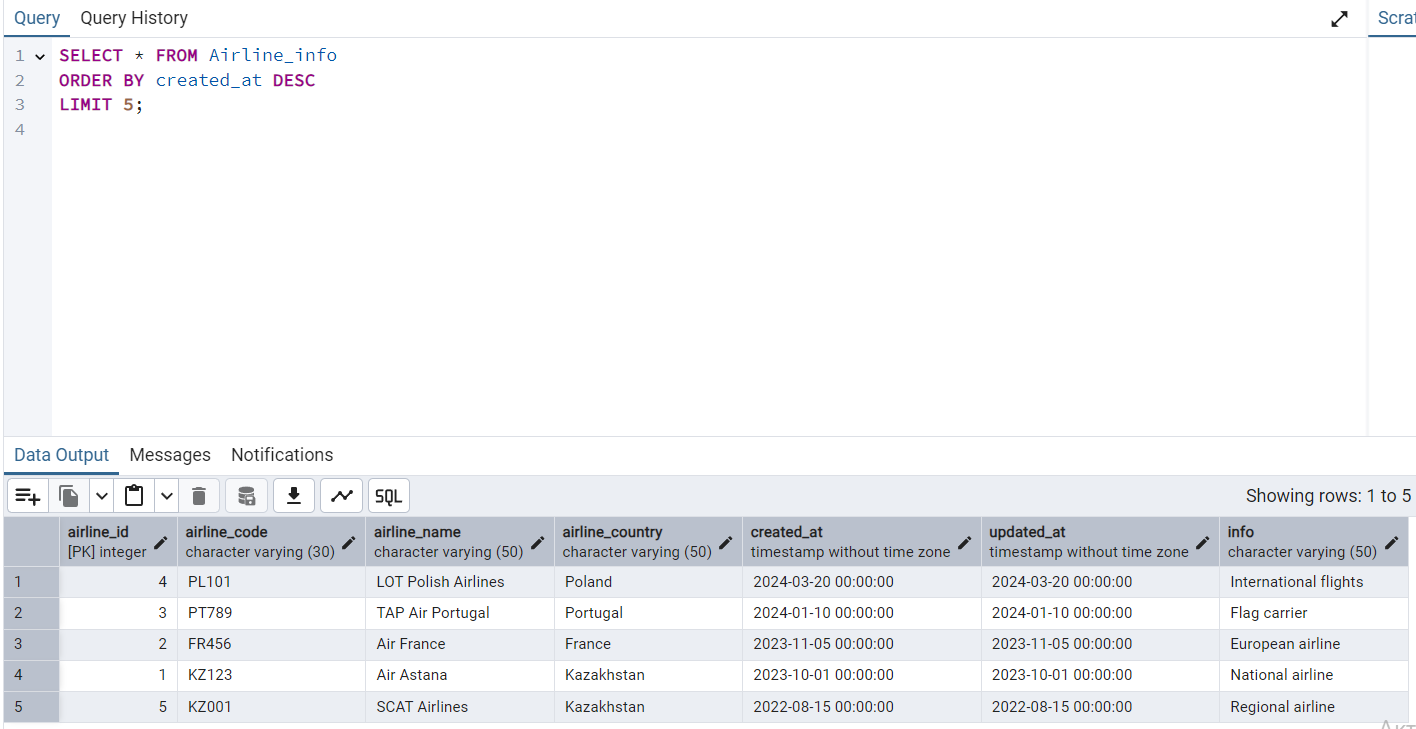 Query Query History Scrat
1 SELECT * FROM Airline_info
2 ORDER BY created_at DESC
3 LIMIT 5;
4
Data Output Messages Notifications
SQL Showing rows: 1 to 5
airline_id airline_code airline_name airline_country created_at updated_at info
[PK] integer character varying (30) character varying (50) character varying (50) timestamp without time zone timestamp without time zone character varying (50)
1 4 PL101 LOT Polish Airlines Poland 2024-03-20 00:00:00 2024-03-20 00:00:00 International flights
2 3 PT789 TAP Air Portugal Portugal 2024-01-10 00:00:00 2024-01-10 00:00:00 Flag carrier
3 2 FR456 Air France France 2023-11-05 00:00:00 2023-11-05 00:00:00 European airline
4 1 KZ123 Air Astana Kazakhstan 2023-10-01 00:00:00 2023-10-01 00:00:00 National airline
5 5 KZ001 SCAT Airlines Kazakhstan 2022-08-15 00:00:00 2022-08-15 00:00:00 Regional airline